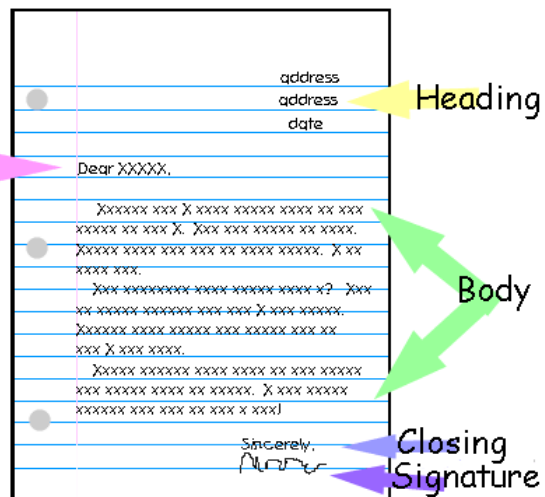 address
address
Heading
date
Dear XXXXX,
Xxxxxx xxx X xxxx xxxxx xxxx xx xxx
xxxxx xx xxx X. Xxx xxx xxxxx xx xxxx.
Xxxxx xxxx xxx xxx xx xxxx xxxxx. X xx
xxxx xxx.
Xxx xxxxxxxx xxxx xxxxx xxxx x? Xxx
xx xxxxx xxxxxx xxx xxx X xxx xxxxx.
Xxxxxx xxxx xxxx xxx xxxxx xxx xx
xxx X xxx xxxx.
Body
Xxxxx xxxxxx xxxx xxxx xx xxx xxxxx
xxx xxxxx xxxx xx xxxxx. X xxx xxxxx
xxxxxx xxx xxx xx xxx x xxx!
Sincerely,
Closing
Signature